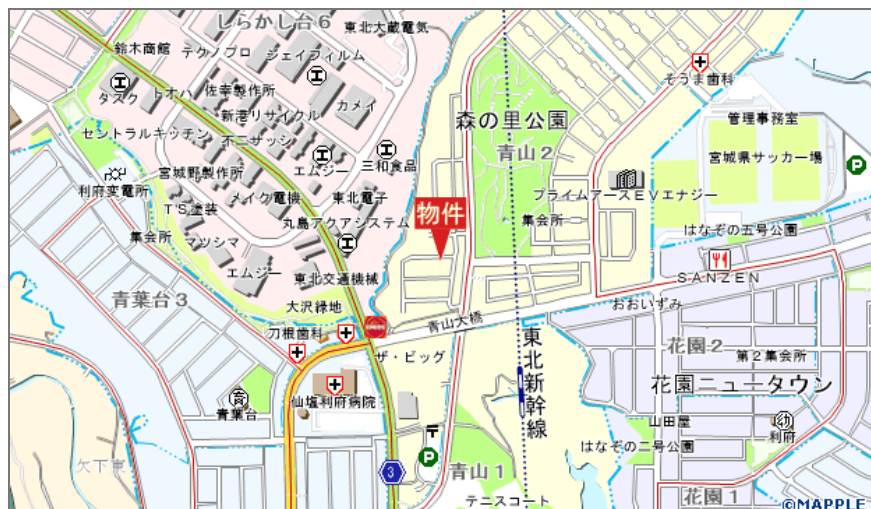 しらかし台6
東北大蔵電気
鈴木商館
テクノプロ
ジェイフィルム
タスク
トオハ
佐幸製作所
カメイ
新港リサイクル
セントラルキッチン
ホニサッシ
宮城野製作所
エムジー
三和食品
利府変電所
メイク電機
東北電子
T'S塗装
丸島アクアシステム
集会所
マツシマ
エムジー
東北交通機械
青葉台3
大沢緑地
刀根歯科
ザ・ビッグ
仙塩利府病院
青葉台
欠下東
3
物件
森の里公園
青山2
そうま歯科
管理事務室
宮城県サッカー場
P
プライムアースEVエナジー
集会所
はなぞの五号公園
SANZEN
おおいずみ
青山大橋
東北新幹線
花園2
第2集会所
花園ニュータウン
山田屋
利府
はなぞの二号公園
P
青山1
テニスコート
花園1
©MAPPLE